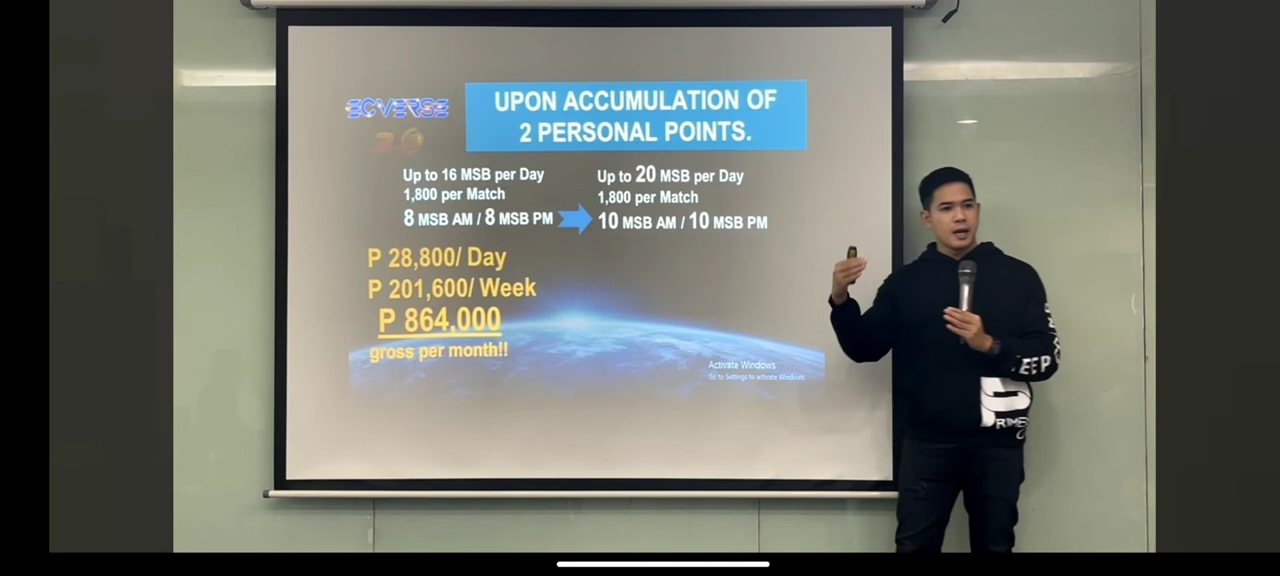 ECVERSE
UPON ACCUMULATION OF
2 PERSONAL POINTS.
Up to 16 MSB per Day
1,800 per Match
8 MSB AM / 8 MSB PM
Up to 20 MSB per Day
1,800 per Match
10 MSB AM / 10 MSB PM
P 28,800/ Day
P 201,600/ Week
P 864,000
gross per month!!
Activate Windows
Go to Settings to activate Windows.
EEP